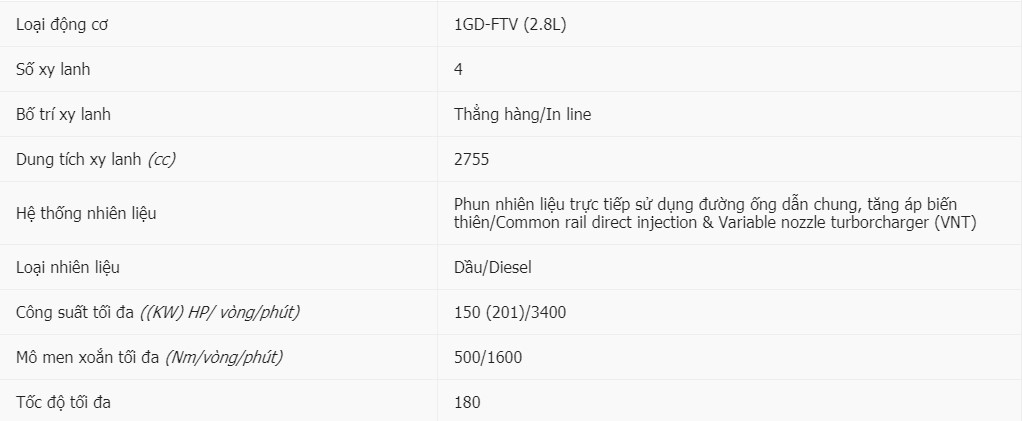 Loại động cơ
1GD-FTV (2.8L)
Số xy lanh
4
Bố trí xy lanh
Thẳng hàng/In line
Dung tích xy lanh (cc)
2755
Hệ thống nhiên liệu
Phun nhiên liệu trực tiếp sử dụng đường ống dẫn chung, tăng áp biến
thiên/Common rail direct injection & Variable nozzle turborcharger (VNT)
Loại nhiên liệu
Dầu/Diesel
Công suất tối đa ((KW) HP/ vòng/phút)
150 (201)/3400
Mô men xoắn tối đa (Nm/vòng/phút)
500/1600
Tốc độ tối đa
180